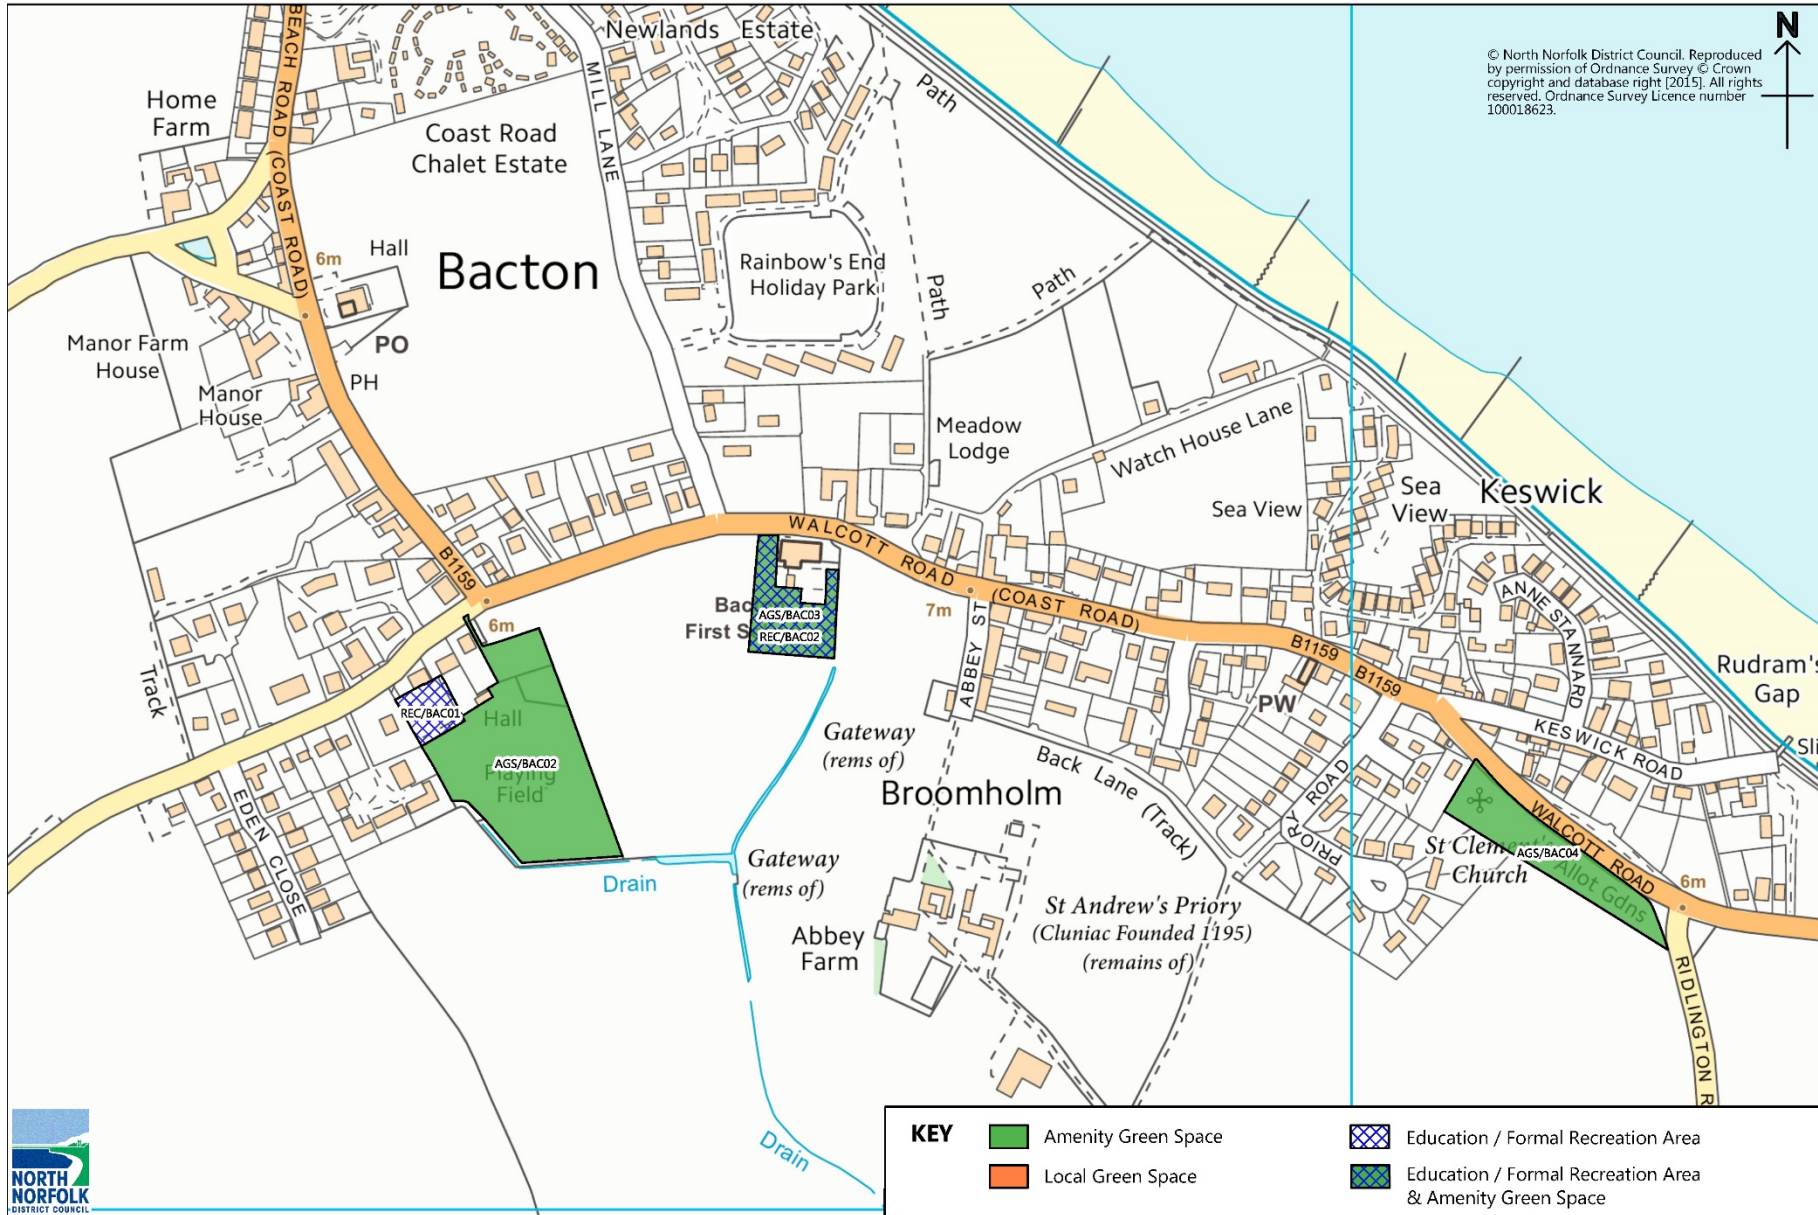 BEACH ROAD (COAST ROAD)
Newlands Estate
MILL LANE
Path
N
© North Norfolk District Council. Reproduced
by permission of Ordnance Survey © Crown
copyright and database right [2015]. All rights
reserved. Ordnance Survey Licence number
100018623.
Home
Farm
Coast Road
Chalet Estate
6m
Hall
Bacton
Rainbow's End
Holiday Park
Path
Path
Manor Farm
House
PO
PH
Manor
House
Meadow
Lodge
Watch House Lane
Sea View
Sea
View
Keswick
B1159
WALCOTT ROAD (COAST ROAD)
B1159
B1159
ANNE STANNARD
6m
Bac
First S
AGS/BAC03
REC/BAC02
7m
ABBEY ST
Track
REC/BAC01
Hall
AGS/BAC02
Playing
Field
Rudram's
Gap
PW
KESWICK ROAD
Sli
Gateway
(rems of)
Back Lane (Track)
Broomholm
PRIORY ROAD
WALCOTT ROAD
EDEN CLOSE
Drain
Gateway
(rems of)
St Clement's
Church
AGS/BAC04
Allot Gdns
6m
Abbey
Farm
St Andrew's Priory
(Cluniac Founded 1195)
(remains of)
RIDLINGTON R
Drain
KEY
Amenity Green Space
Local Green Space
Education / Formal Recreation Area
Education / Formal Recreation Area
& Amenity Green Space
NORTH
NORFOLK
DISTRICT COUNCIL